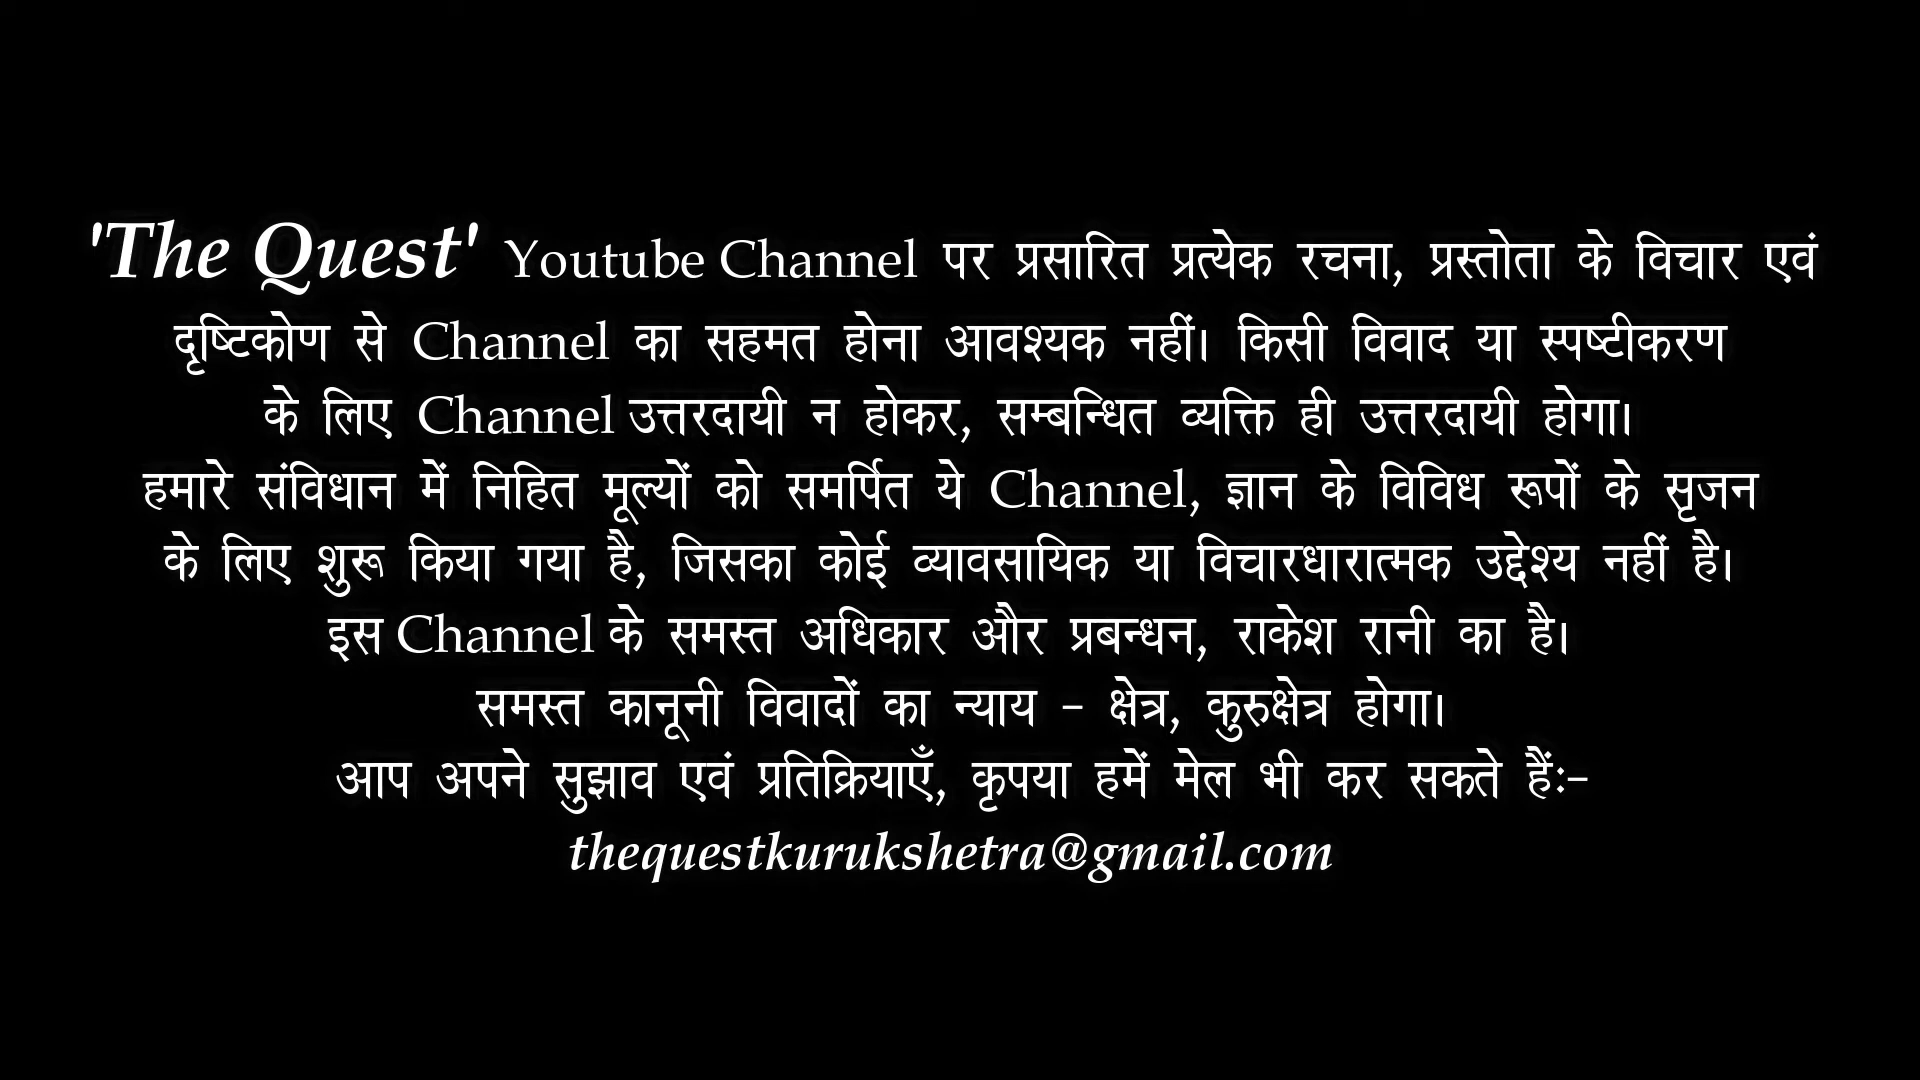 'The Quest' Youtube Channel पर प्रसारित प्रत्येक रचना, प्रस्तोता के विचार एवं
दृष्टिकोण से Channel का सहमत होना आवश्यक नहीं। किसी विवाद या स्पष्टीकरण
के लिए Channel उत्तरदायी न होकर, सम्बन्धित व्यक्ति ही उत्तरदायी होगा।
हमारे संविधान में निहित मूल्यों को समर्पित ये Channel, ज्ञान के विविध रूपों के सृजन
के लिए शुरू किया गया है, जिसका कोई व्यावसायिक या विचारधारात्मक उद्देश्य नहीं है।
इस Channel के समस्त अधिकार और प्रबन्धन, राकेश रानी का है।
समस्त कानूनी विवादों का न्याय - क्षेत्र, कुरुक्षेत्र होगा।
आप अपने सुझाव एवं प्रतिक्रियाएँ, कृपया हमें मेल भी कर सकते हैंः-
thequestkurukshetra@gmail.com